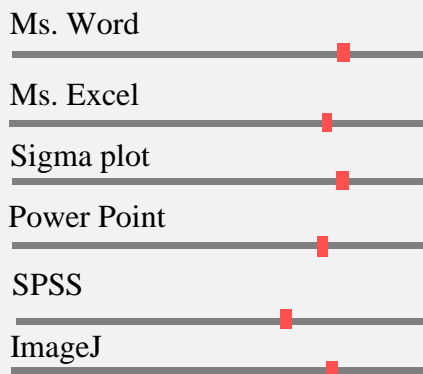 Ms. Word
Ms. Excel
Sigma plot
Power Point
SPSS
ImageJ